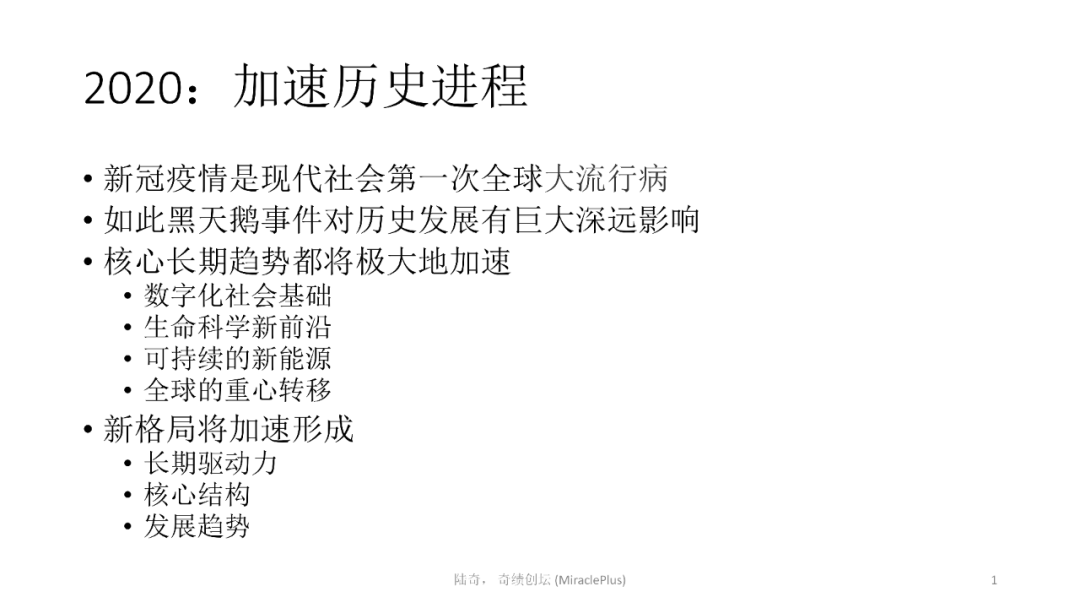 2020：加速历史进程
• 新冠疫情是现代社会第一次全球大流行病
• 如此黑天鹅事件对历史发展有巨大深远影响
• 核心长期趋势都将极大地加速
• 数字化社会基础
• 生命科学新前沿
• 可持续的新能源
• 全球的重心转移
• 新格局将加速形成
• 长期驱动力
• 核心结构
• 发展趋势
陆奇， 奇绩创坛 (MiraclePlus)
1